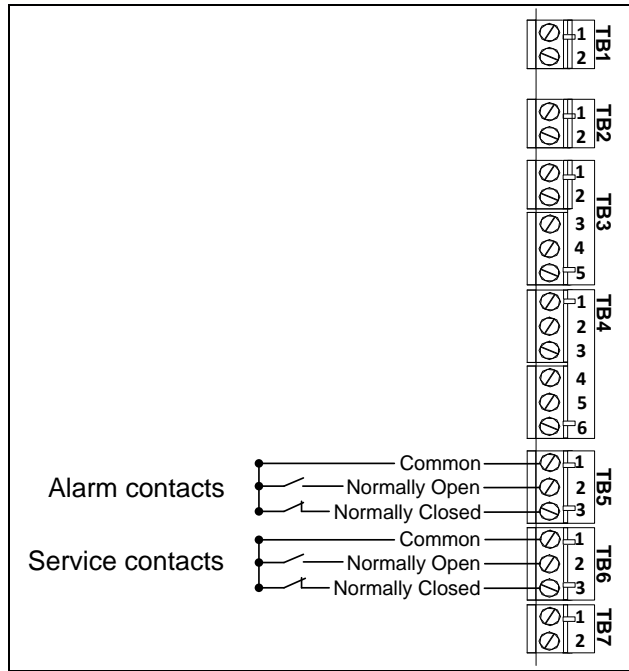 1
2
TB1
1
2
TB2
1
2
3
4
5
TB3
1
2
3
4
5
6
TB4
Alarm contacts
Common 1
Normally Open 2
Normally Closed 3
TB5
Service contacts
Common 1
Normally Open 2
Normally Closed 3
TB6
1
2
TB7